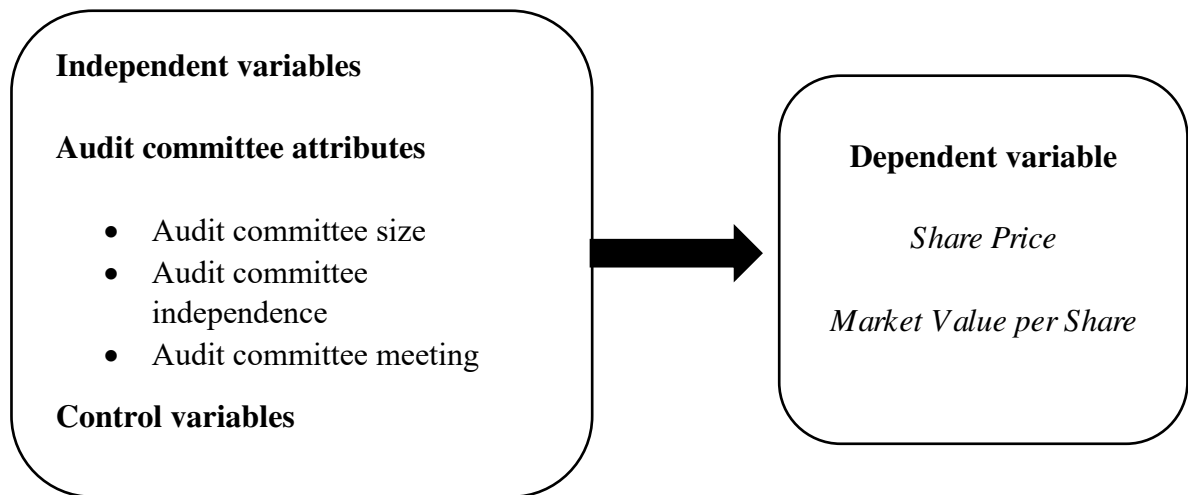 Independent variables
Audit committee attributes
• Audit committee size
• Audit committee
independence
• Audit committee meeting
Control variables
Dependent variable
Share Price
Market Value per Share